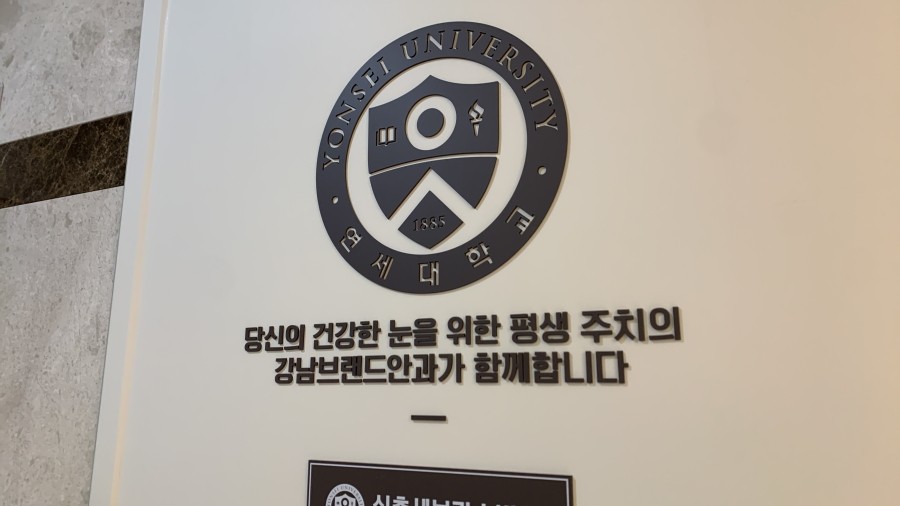 YONSEI UNIVERSITY
1885
연세대학교
당신의 건강한 눈을 위한 평생 주치의
강남브랜드안과가 함께합니다